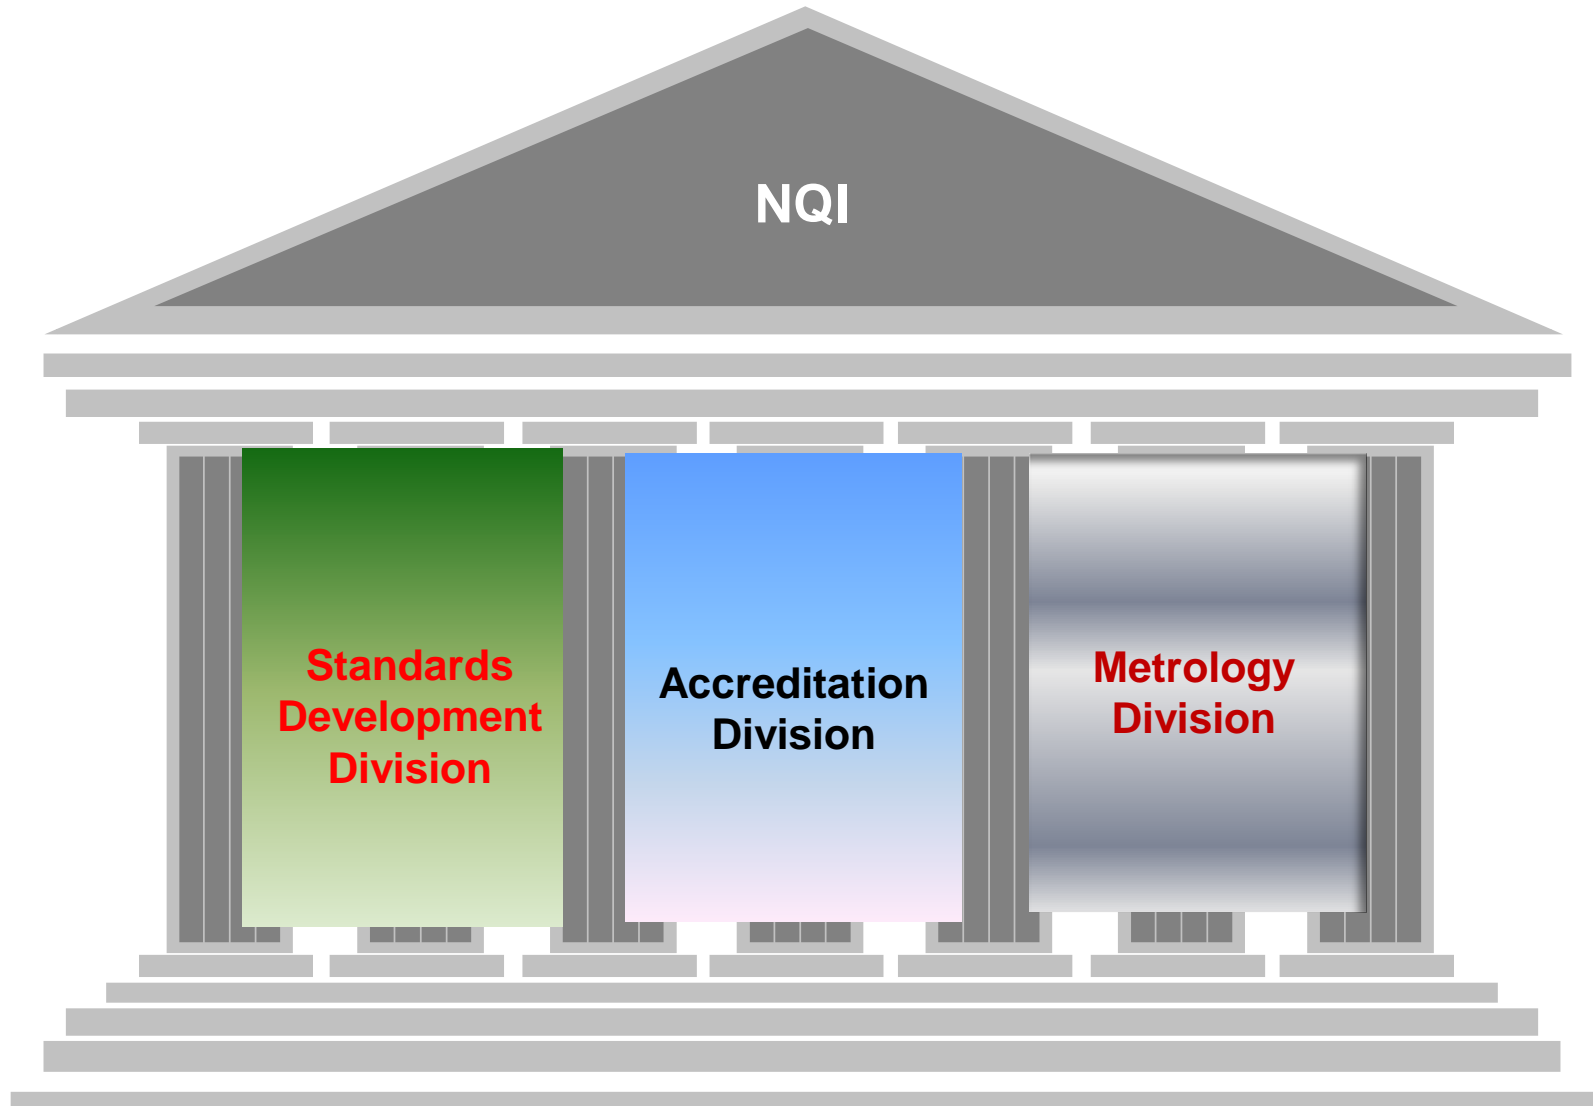 NQI
Standards
Development
Division
Accreditation
Division
Metrology
Division